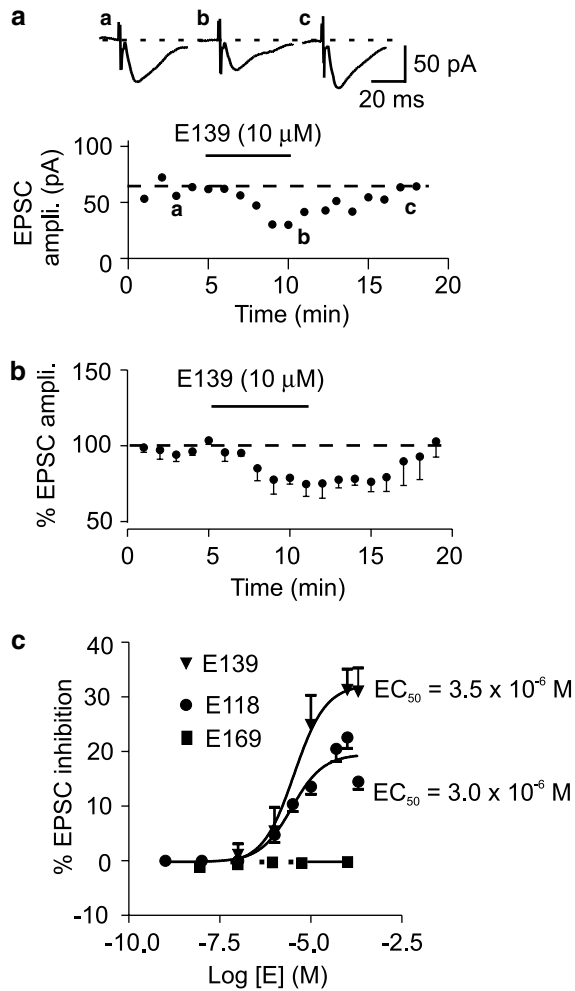 a
a b c
50 pA
20 ms
E139 (10 µM)
100
50
0
EPSC
ampli. (pA)
a
b
c
0 5 10 15 20
Time (min)
b
150
100
50
% EPSC ampli.
E139 (10 µM)
0 5 10 15 20
Time (min)
c
40
30
20
10
0
-10
% EPSC inhibition
E139
E118
E169
EC50 = 3.5 x 10-6 M
EC50 = 3.0 x 10-6 M
-10.0 -7.5 -5.0 -2.5
Log [E] (M)